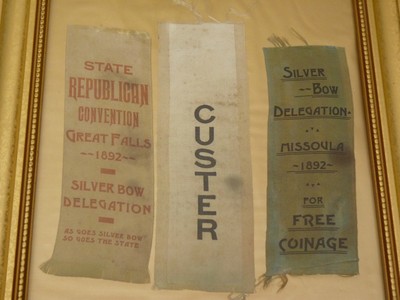 STATE
REPUBLICAN
CONVENTION
GREAT FALLS
~1892~
SILVER BOW
DELEGATION
AS GOES SILVER BOW
SO GOES THE STATE
CUSTER
SILVER
BOW
DELEGATION.
MISSOULA
~1892~
FOR
FREE
COINAGE